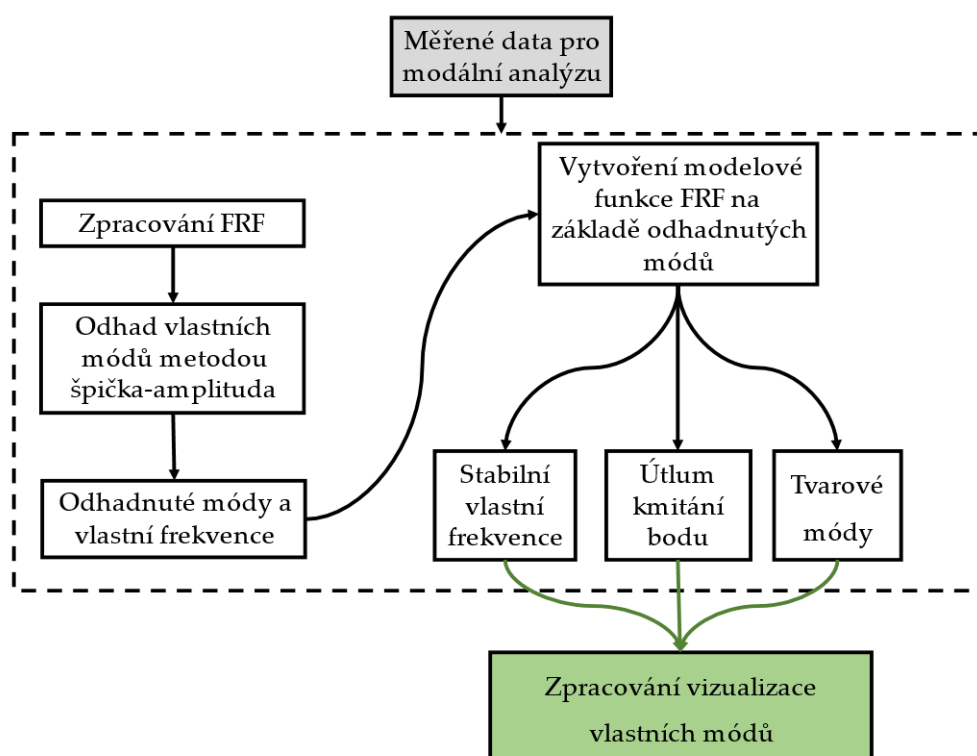 Měřené data pro
modální analýzu
Zpracování FRF
Odhad vlastních
módů metodou
špička-amplituda
Odhadnuté módy a
vlastní frekvence
Vytvoření modelové
funkce FRF na
základě odhadnutých
módů
Stabilní
vlastní
frekvence
Útlum
kmitání
bodu
Tvarové
módy
Zpracování vizualizace
vlastních módů